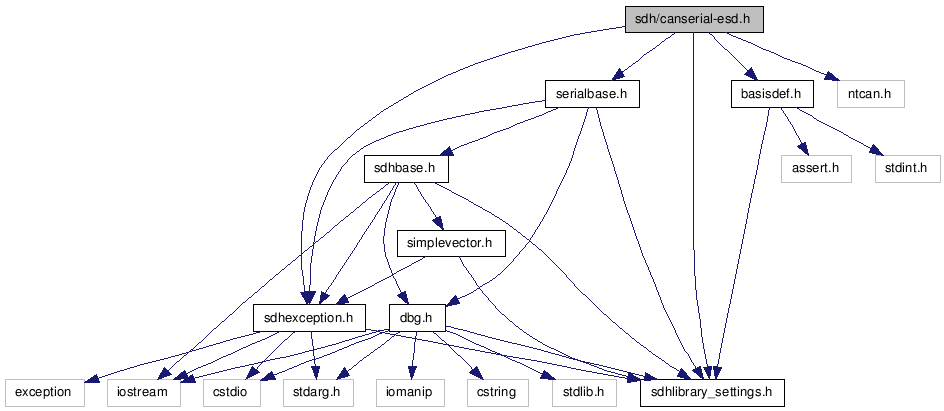 sdh/canserial-esd.h
serialbase.h
basisdef.h
ntcan.h
sdhbase.h
assert.h
stdint.h
simplevector.h
sdhexception.h
dbg.h
exception
iostream
cstdio
stdarg.h
iomanip
cstring
stdlib.h
sdhlibrary_settings.h